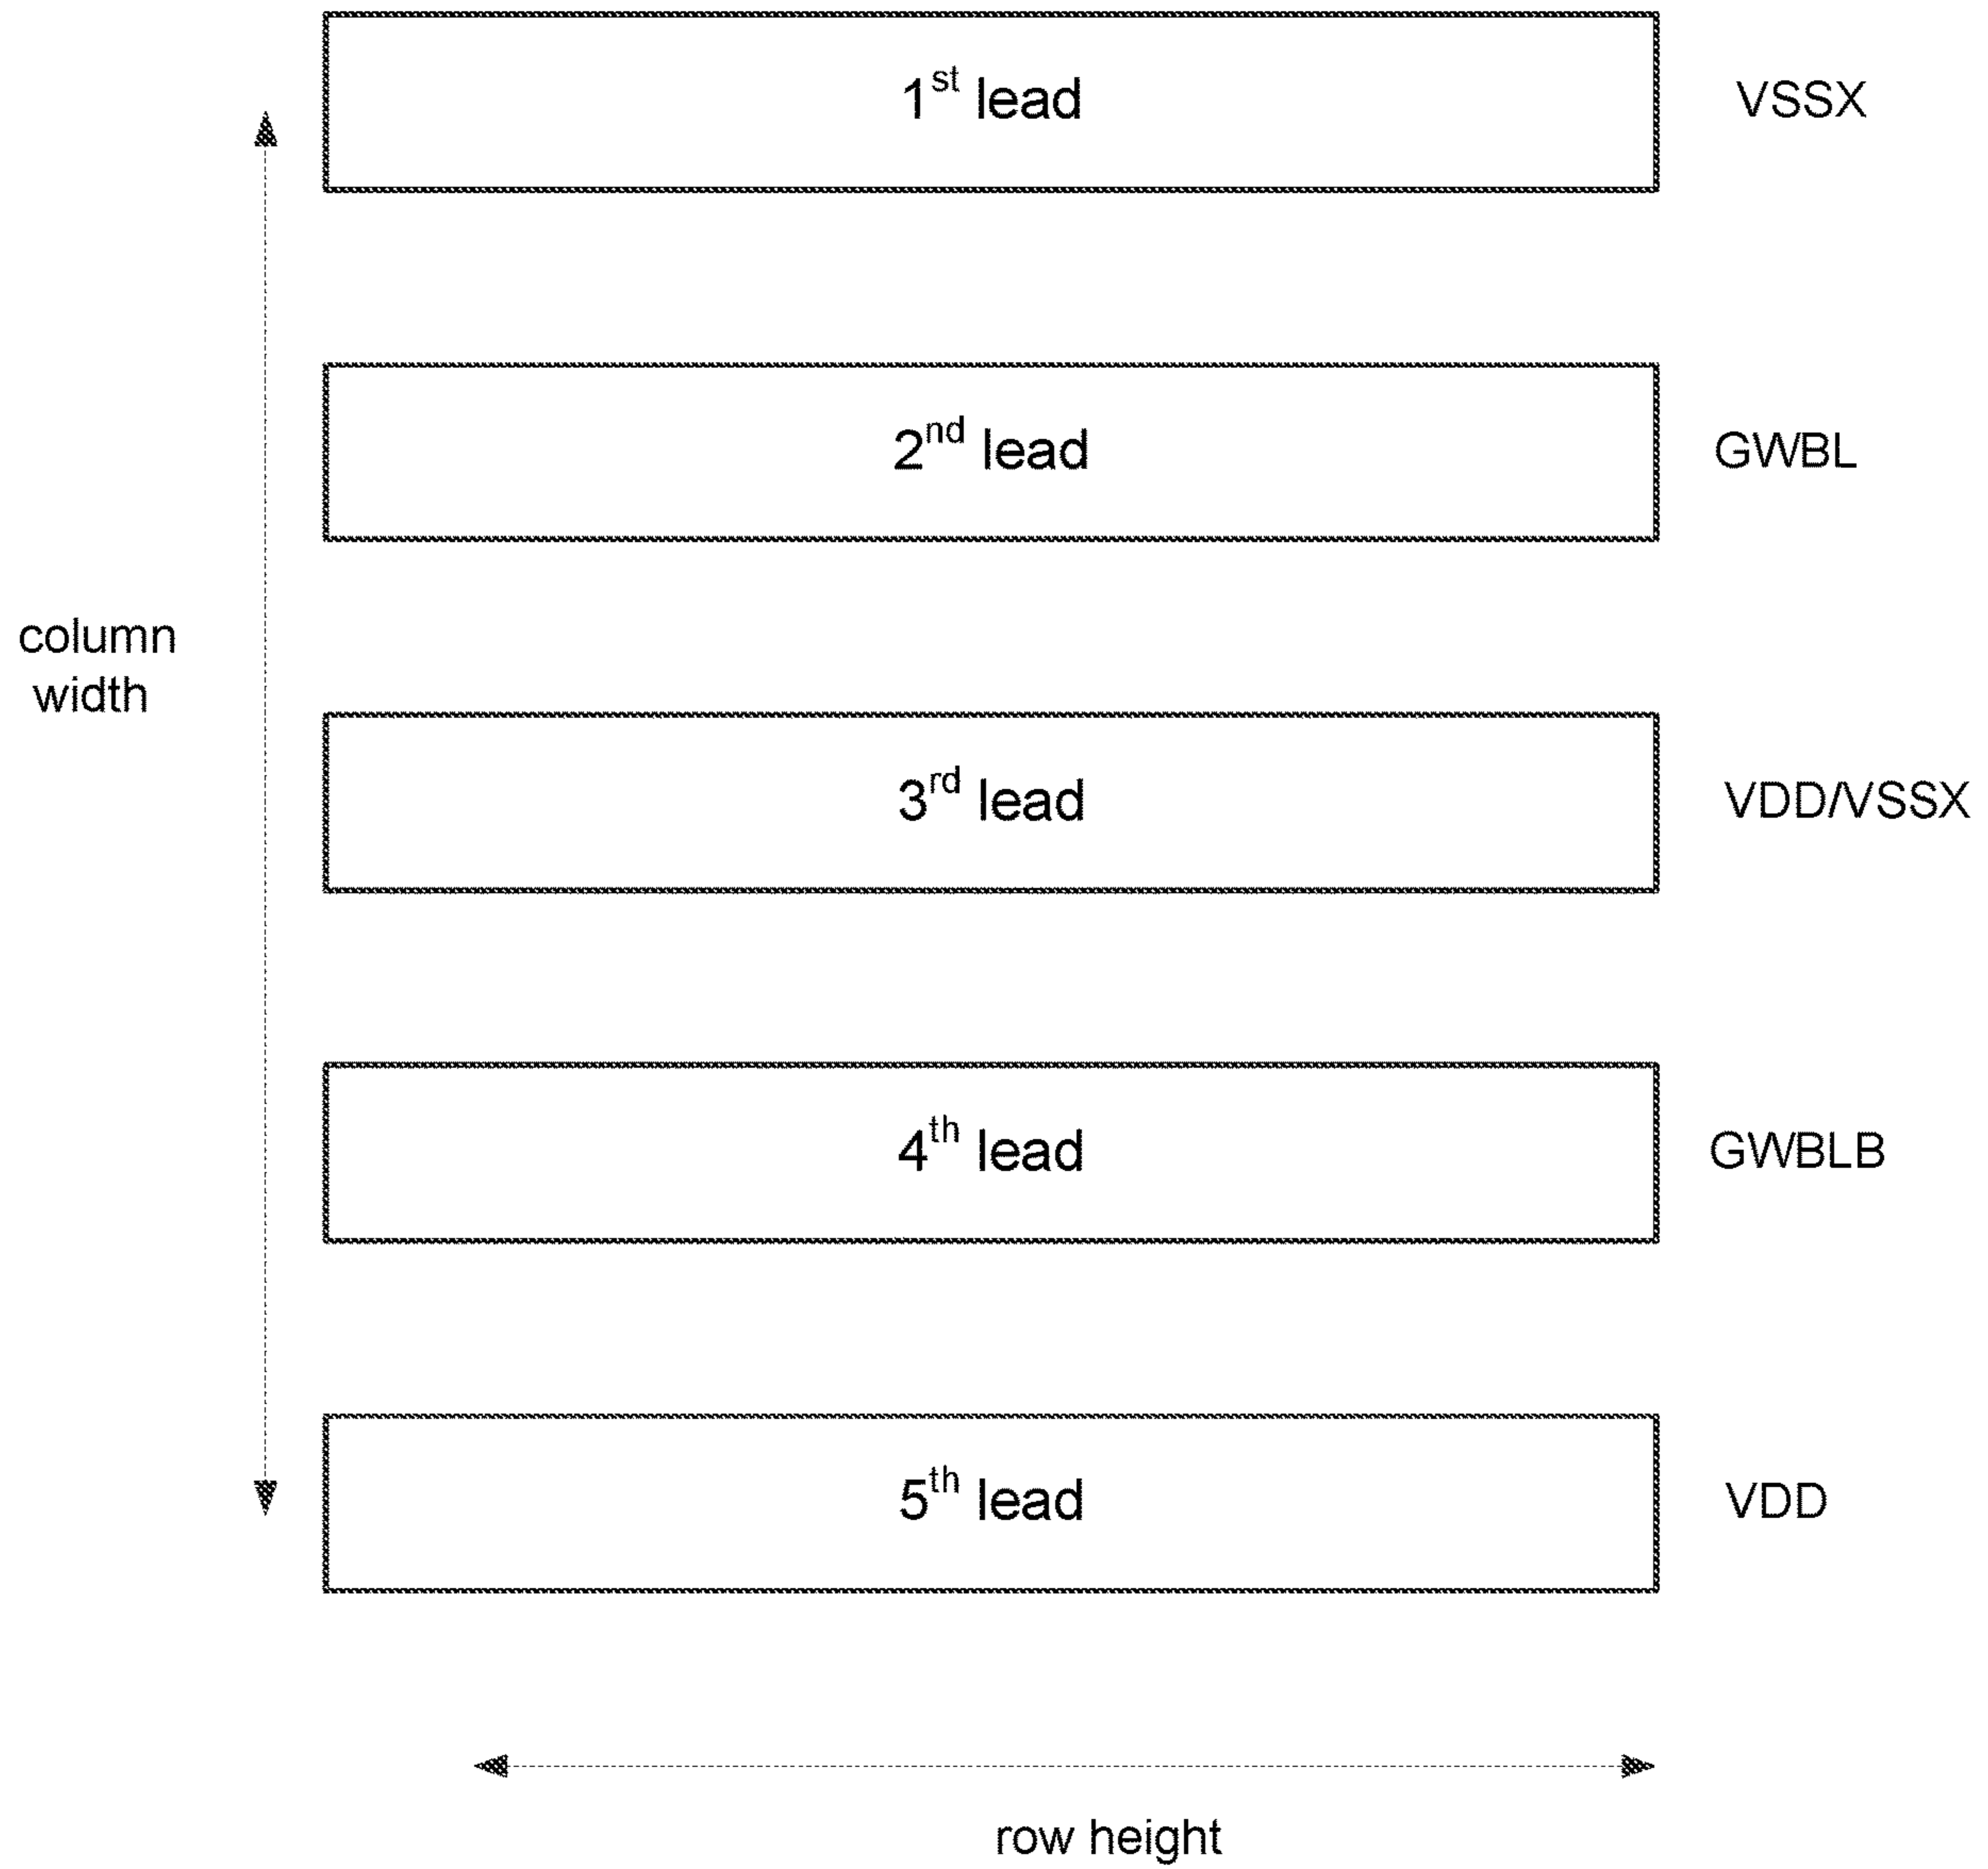 1st lead VSSX
2nd lead GWBL
column
width
3rd lead VDD/VSSX
4th lead GWBLB
5th lead VDD
row height